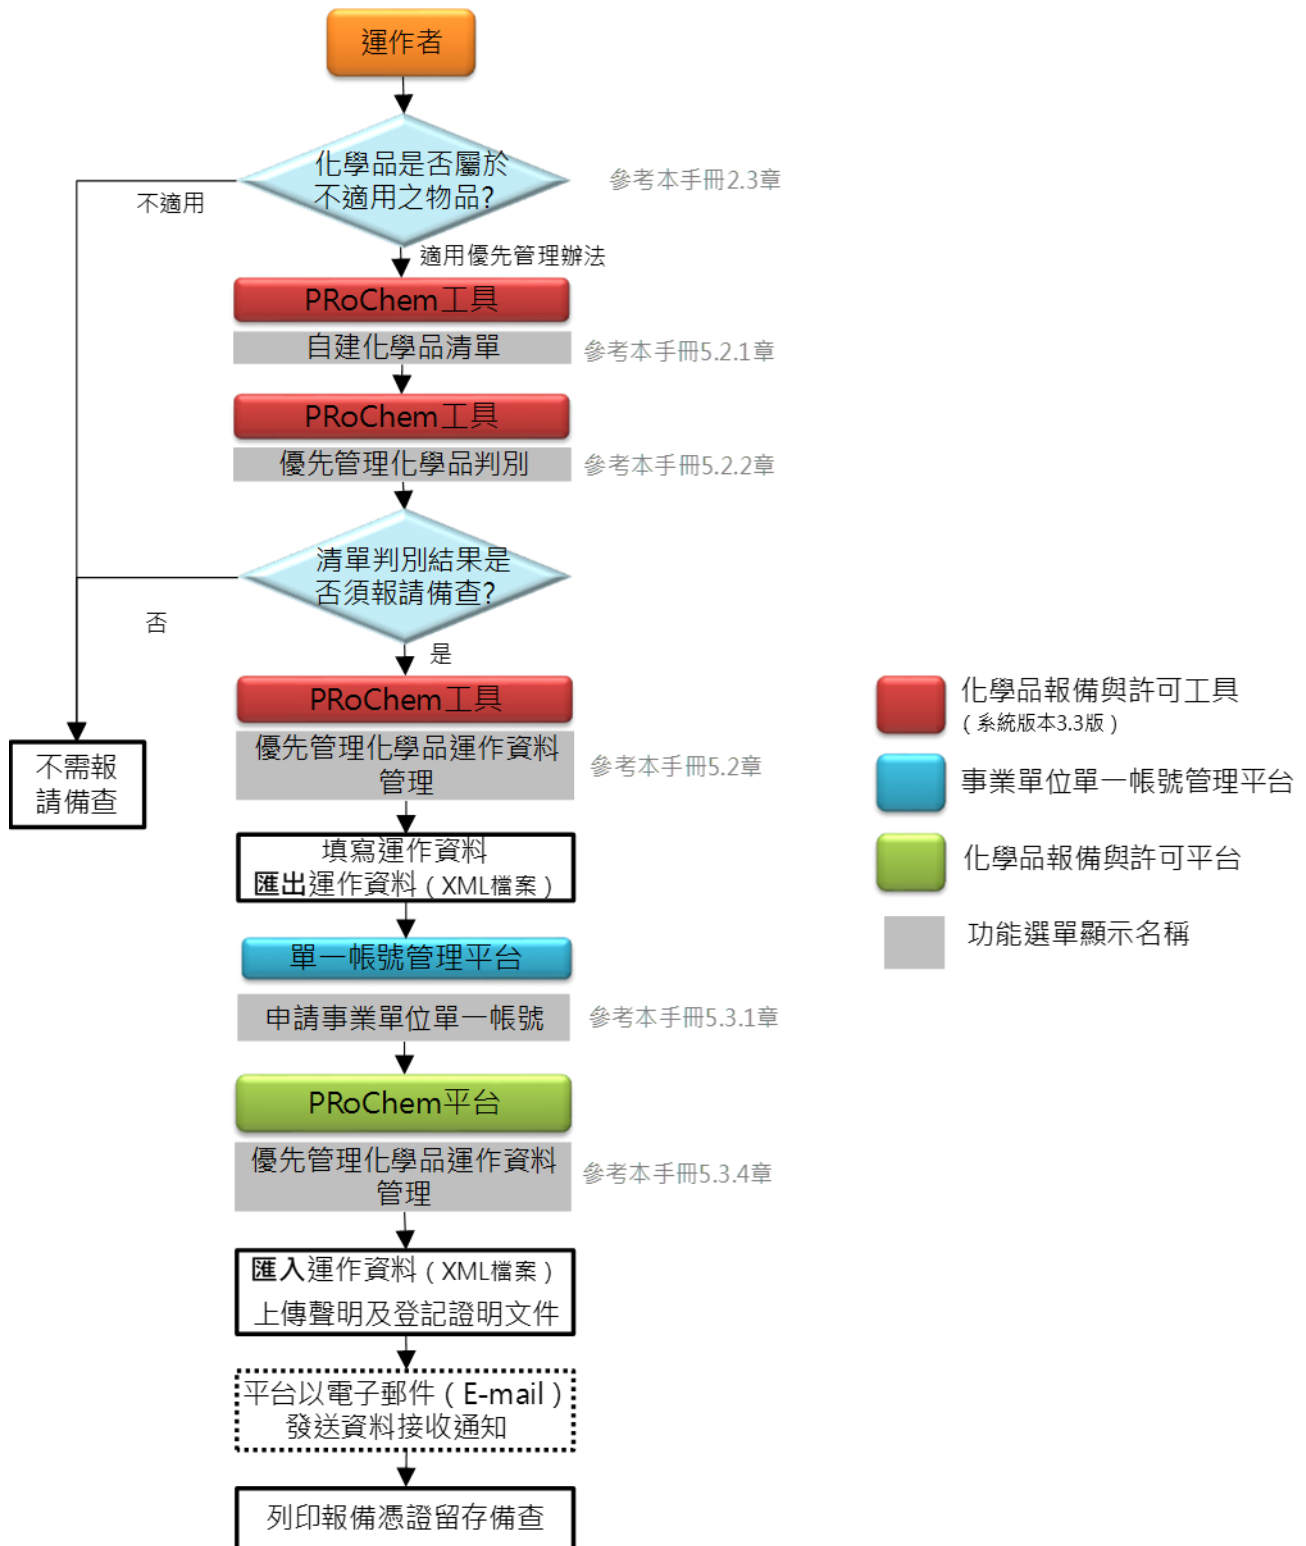 運作者
化學品是否屬於
不適用之物品?
參考本手冊2.3章
不適用
適用優先管理辦法
PRoChem工具
自建化學品清單
參考本手冊5.2.1章
PRoChem工具
優先管理化學品判別
參考本手冊5.2.2章
清單判別結果是
否須報請備查?
否
是
PRoChem工具
優先管理化學品運作資料
管理
參考本手冊5.2章
不需報
請備查
填寫運作資料
匯出運作資料(XML檔案)
單一帳號管理平台
申請事業單位單一帳號
參考本手冊5.3.1章
PRoChem平台
優先管理化學品運作資料
管理
參考本手冊5.3.4章
匯入運作資料(XML檔案)
上傳聲明及登記證明文件
平台以電子郵件(E-mail)
發送資料接收通知
列印報備憑證留存備查
化學品報備與許可工具
(系統版本3.3版)
事業單位單一帳號管理平台
化學品報備與許可平台
功能選單顯示名稱